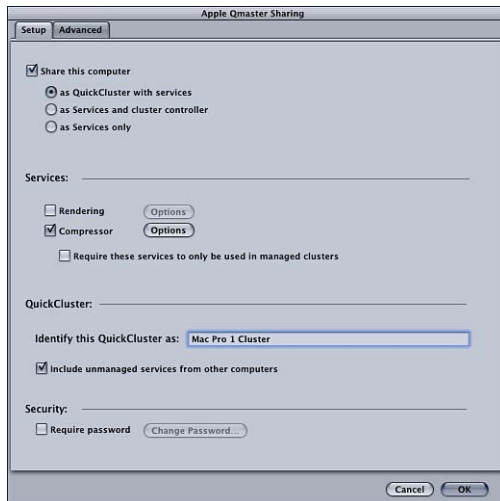 Apple Qmaster Sharing
Setup Advanced
Share this computer
as QuickCluster with services
as Services and cluster controller
as Services only
Services:
Rendering Options
Compressor Options
Require these services to only be used in managed clusters
QuickCluster:
Identify this QuickCluster as: Mac Pro 1 Cluster
Include unmanaged services from other computers
Security:
Require password Change Password...
Cancel OK